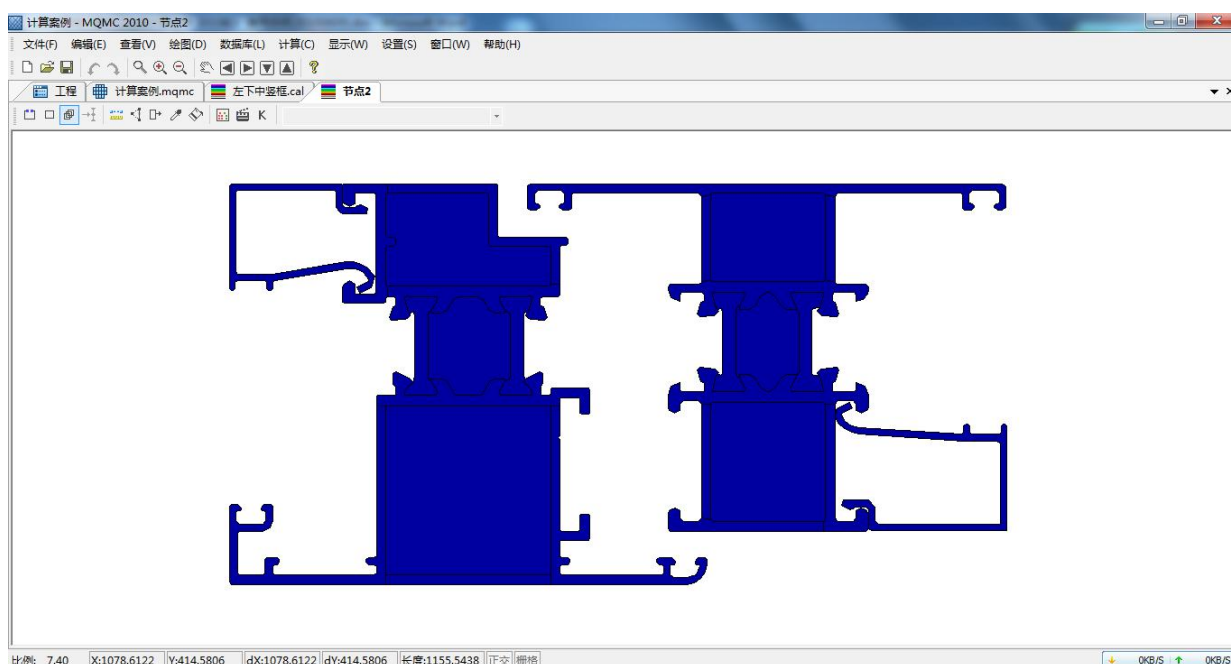 计算案例 - MQMC 2010 - 节点2
文件(F) 编辑(E) 查看(V) 绘图(D) 数据库(L) 计算(C) 显示(W) 设置(S) 窗口(W) 帮助(H)
工程 计算案例.mqmc 左下中竖框.cal 节点2
K
比例: 7.40 X:1078.6122 Y:414.5806 dX:1078.6122 dY:414.5806 长度:1155.5438 正交 栅格 0KB/S 0KB/S